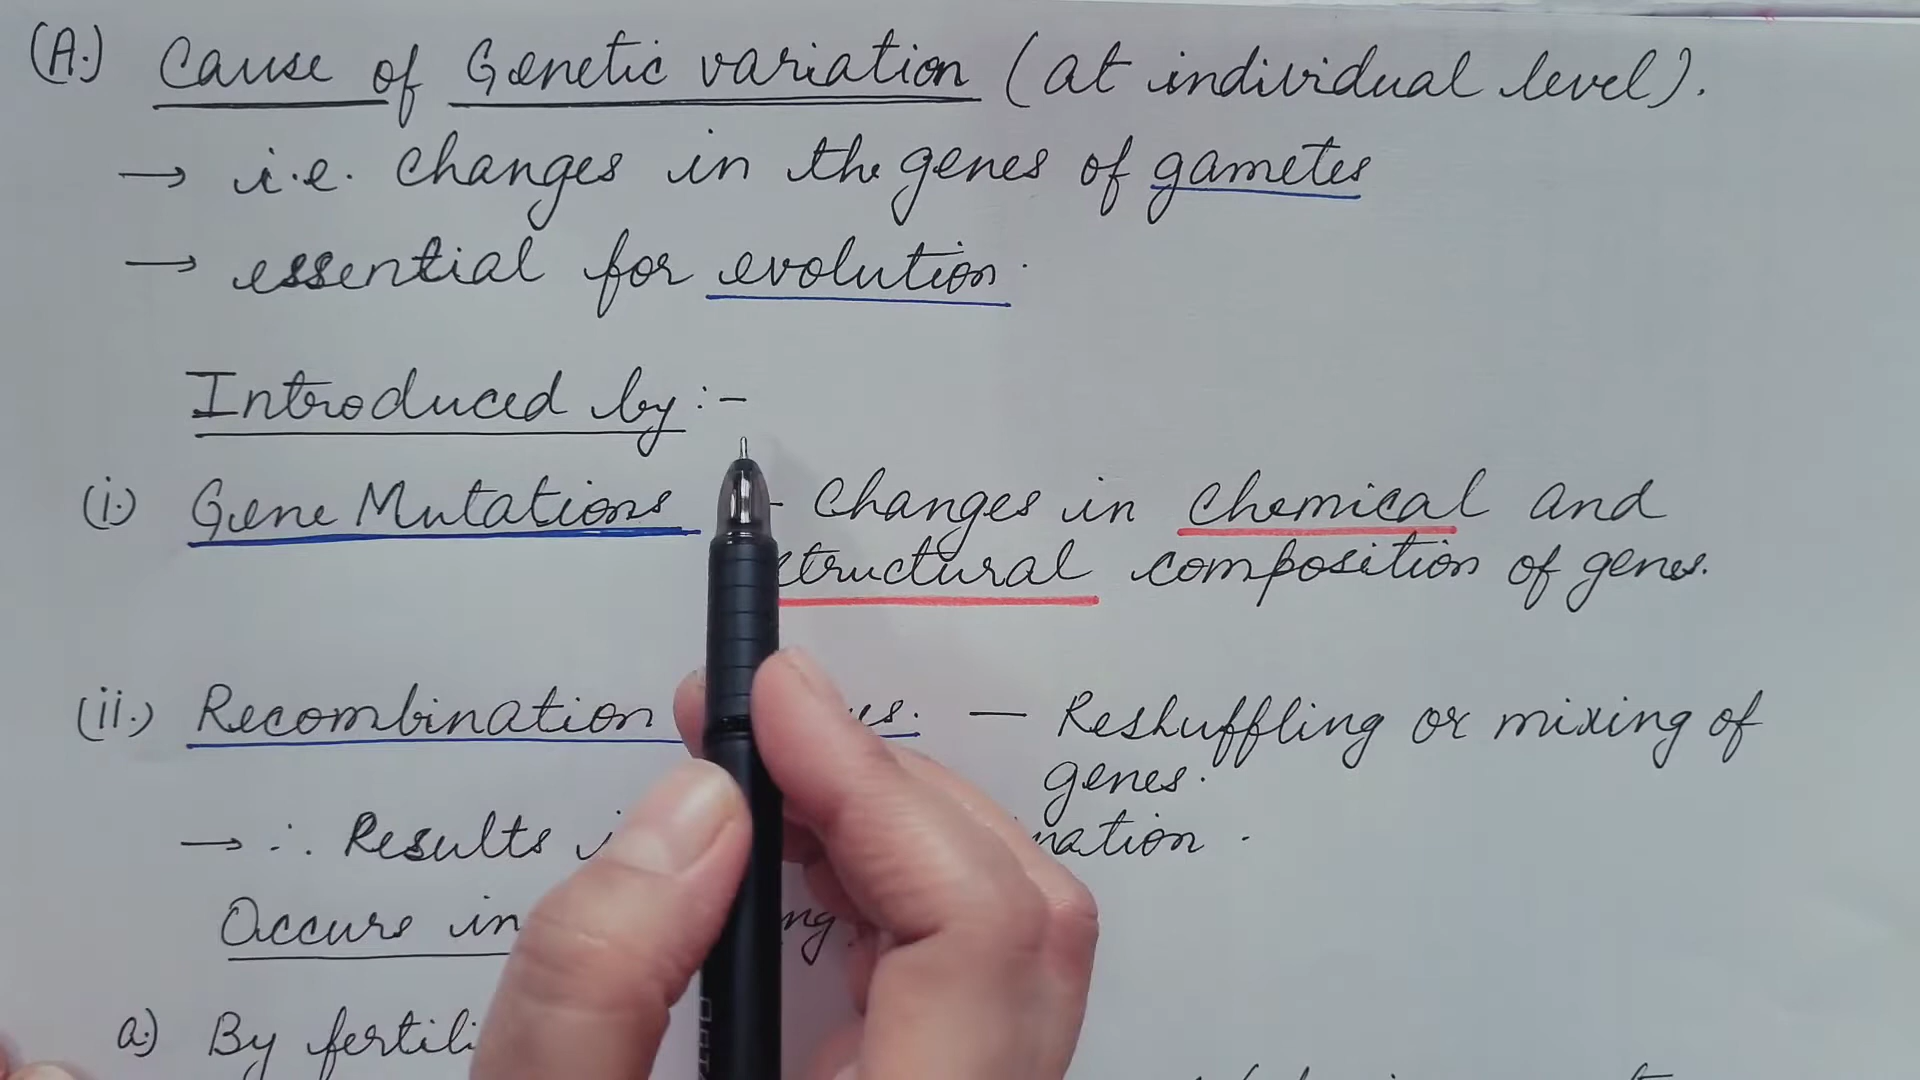 (A.) Cause of Genetic variation (at individual level).
→ i.e. changes in the genes of gametes
→ essential for evolution.
Introduced by:-
(i.) Gene Mutations - Changes in chemical and
structural composition of genes.
(ii.) Recombination — Reshuffling or mixing of
genes.
→ ∴ Results
Occurs in
a.) By